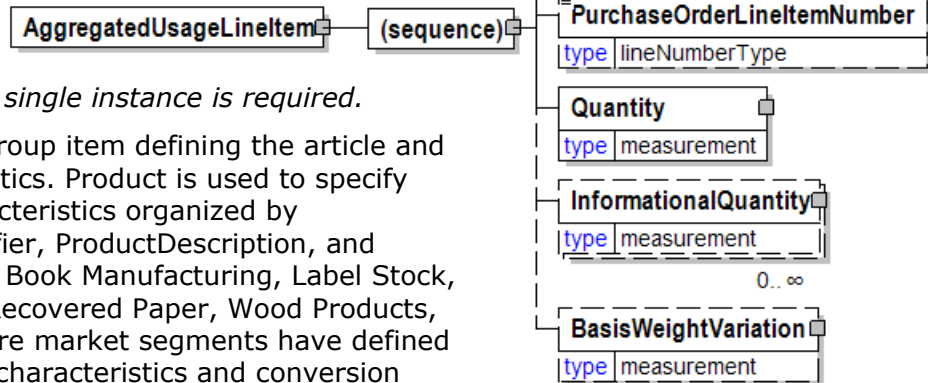 AggregatedUsageLineItem
(sequence)
PurchaseOrderLineItemNumber
type lineNumberType
Quantity
type measurement
InformationalQuantity
type measurement
0.. ∞
BasisWeightVariation
type measurement
single instance is required.
roup item defining the article and
tics. Product is used to specify
acteristics organized by
fier, ProductDescription, and
Book Manufacturing, Label Stock,
Recovered Paper, Wood Products,
re market segments have defined
characteristics and conversion